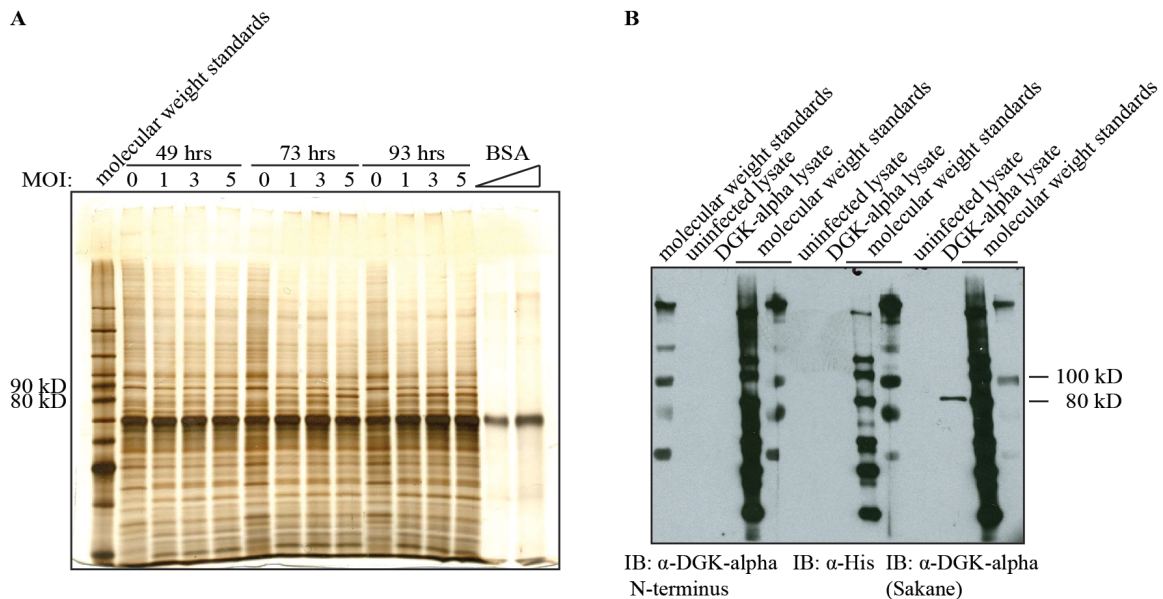 A
molecular weight standards
49 hrs 73 hrs 93 hrs BSA
MOI: 0 1 3 5 0 1 3 5 0 1 3 5
90 kD
80 kD
B
molecular weight standards
uninfected lysate
DGK-alpha lysate
molecular weight standards
uninfected lysate
DGK-alpha lysate
molecular weight standards
uninfected lysate
DGK-alpha lysate
molecular weight standards
100 kD
80 kD
IB: α-DGK-alpha N-terminus
IB: α-His
IB: α-DGK-alpha (Sakane)